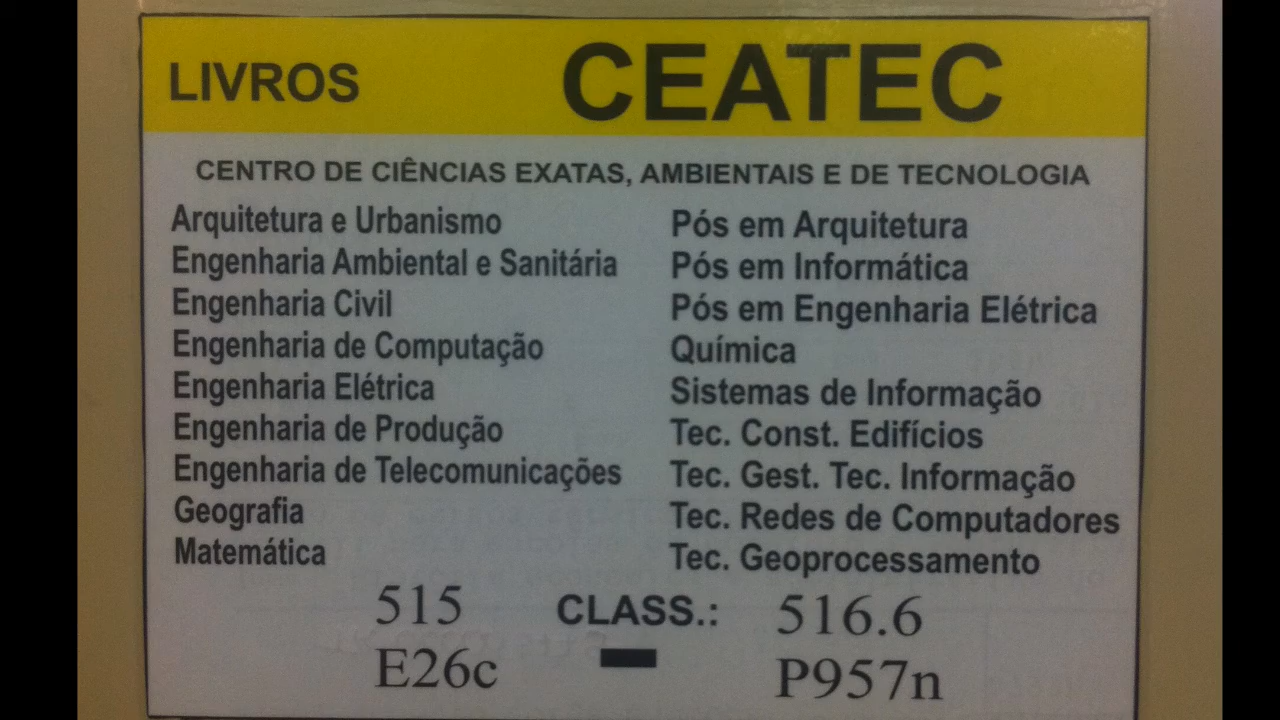 LIVROS CEATEC
CENTRO DE CIÊNCIAS EXATAS, AMBIENTAIS E DE TECNOLOGIA
Arquitetura e Urbanismo
Engenharia Ambiental e Sanitária
Engenharia Civil
Engenharia de Computação
Engenharia Elétrica
Engenharia de Produção
Engenharia de Telecomunicações
Geografia
Matemática
Pós em Arquitetura
Pós em Informática
Pós em Engenharia Elétrica
Química
Sistemas de Informação
Tec. Const. Edifícios
Tec. Gest. Tec. Informação
Tec. Redes de Computadores
Tec. Geoprocessamento
515 CLASS.: 516.6
E26c - P957n